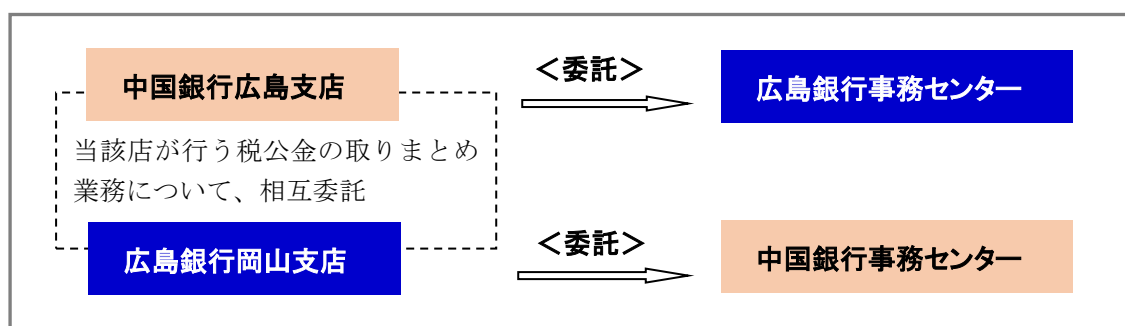 中国銀行広島支店
<委託>
広島銀行事務センター
当該店が行う税公金の取りまとめ
業務について、相互委託
広島銀行岡山支店
<委託>
中国銀行事務センター